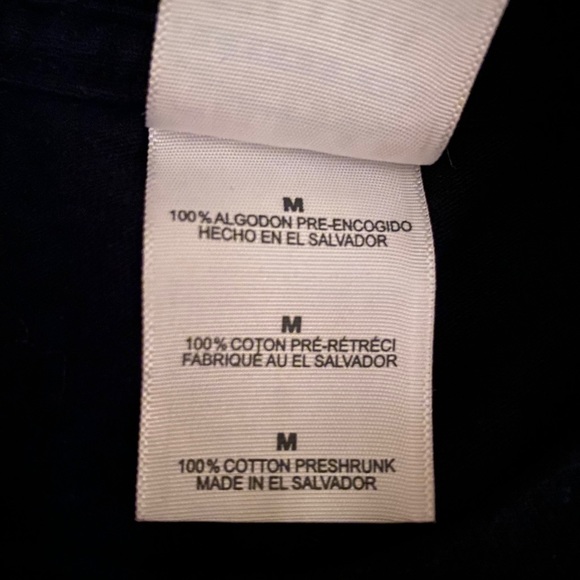 M
100% ALGODON PRE-ENCOGIDO
HECHO EN EL SALVADOR
M
100% COTON PRÉ-RÉTRÉCI
FABRIQUÉ AU EL SALVADOR
M
100% COTTON PRESHRUNK
MADE IN EL SALVADOR